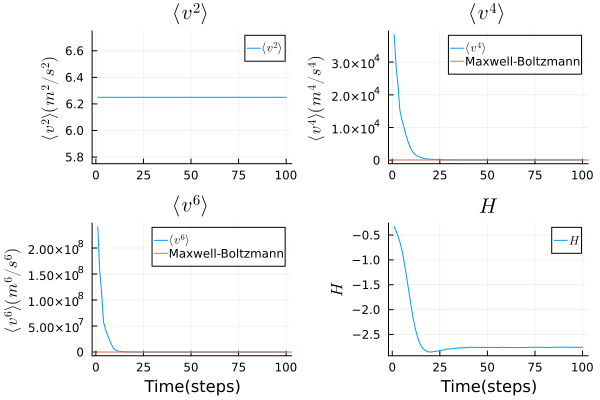 ⟨v²⟩
⟨v²⟩(m²/s²)
6.6
6.4
6.2
6.0
5.8
⟨v²⟩
0 25 50 75 100
⟨v⁴⟩
⟨v⁴⟩(m⁴/s⁴)
3.0×10⁴
2.0×10⁴
1.0×10⁴
0
⟨v⁴⟩
Maxwell-Boltzmann
0 25 50 75 100
⟨v⁶⟩
⟨v⁶⟩(m⁶/s⁶)
2.00×10⁸
1.50×10⁸
1.00×10⁸
5.00×10⁷
0
⟨v⁶⟩
Maxwell-Boltzmann
0 25 50 75 100
Time(steps)
H
H
−0.5
−1.0
−1.5
−2.0
−2.5
H
0 25 50 75 100
Time(steps)